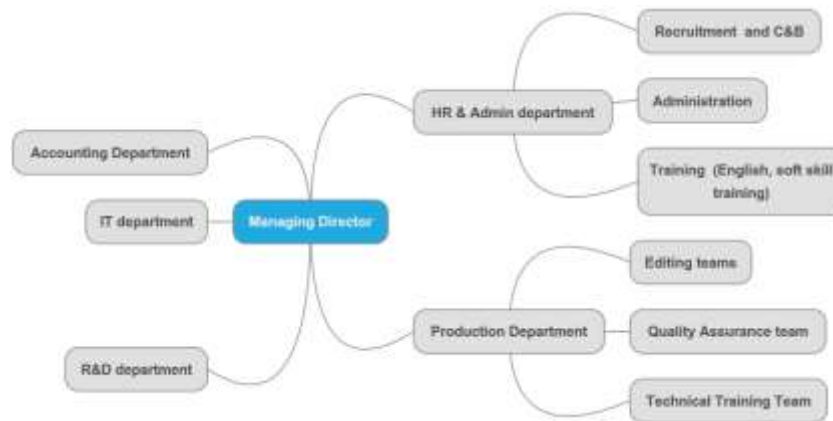 Recruitment and C&B
HR & Admin department
Administration
Accounting Department
Training (English, soft skill
training)
IT department
Managing Director
Editing teams
Production Department
Quality Assurance team
R&D department
Technical Training Team